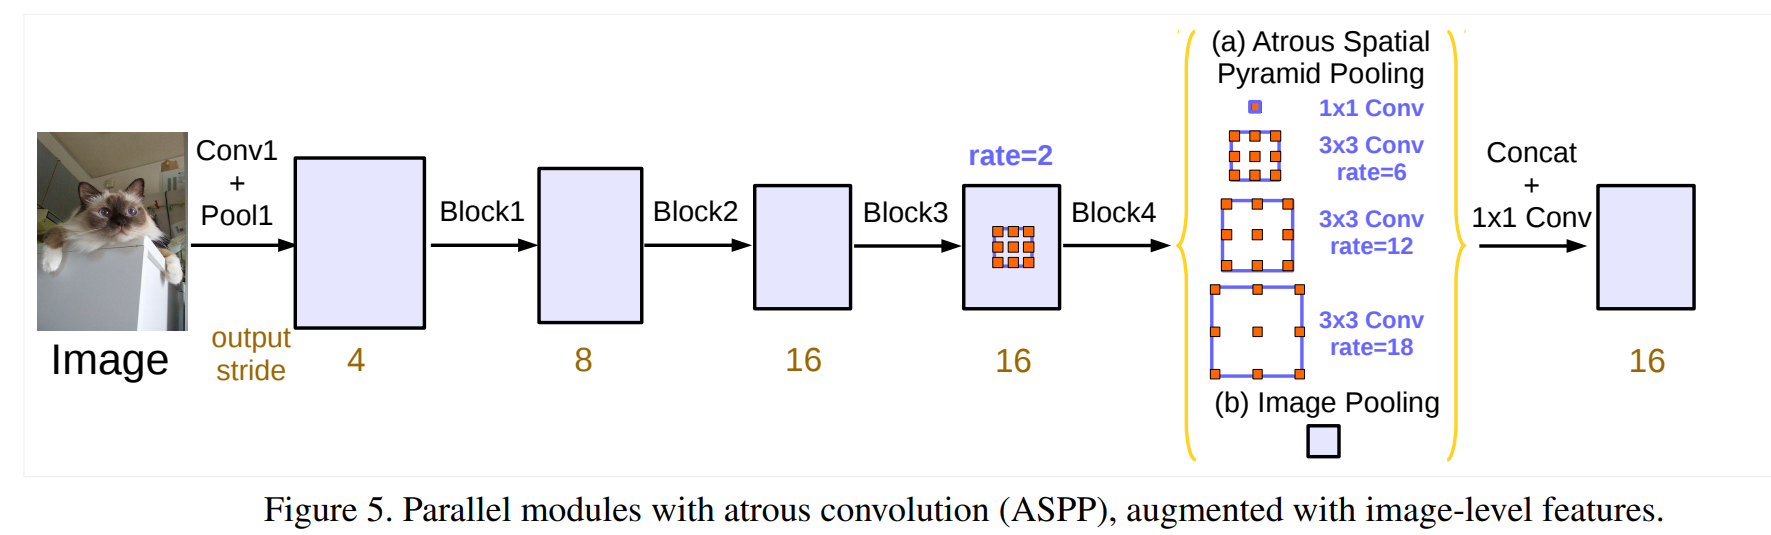 (a) Atrous Spatial
Pyramid Pooling
1x1 Conv
3x3 Conv
rate=6
3x3 Conv
rate=12
3x3 Conv
rate=18
(b) Image Pooling
Conv1
+
Pool1
Block1
Block2
Block3
rate=2
Block4
Concat
+
1x1 Conv
Image
output
stride
4
8
16
16
16
Figure 5. Parallel modules with atrous convolution (ASPP), augmented with image-level features.